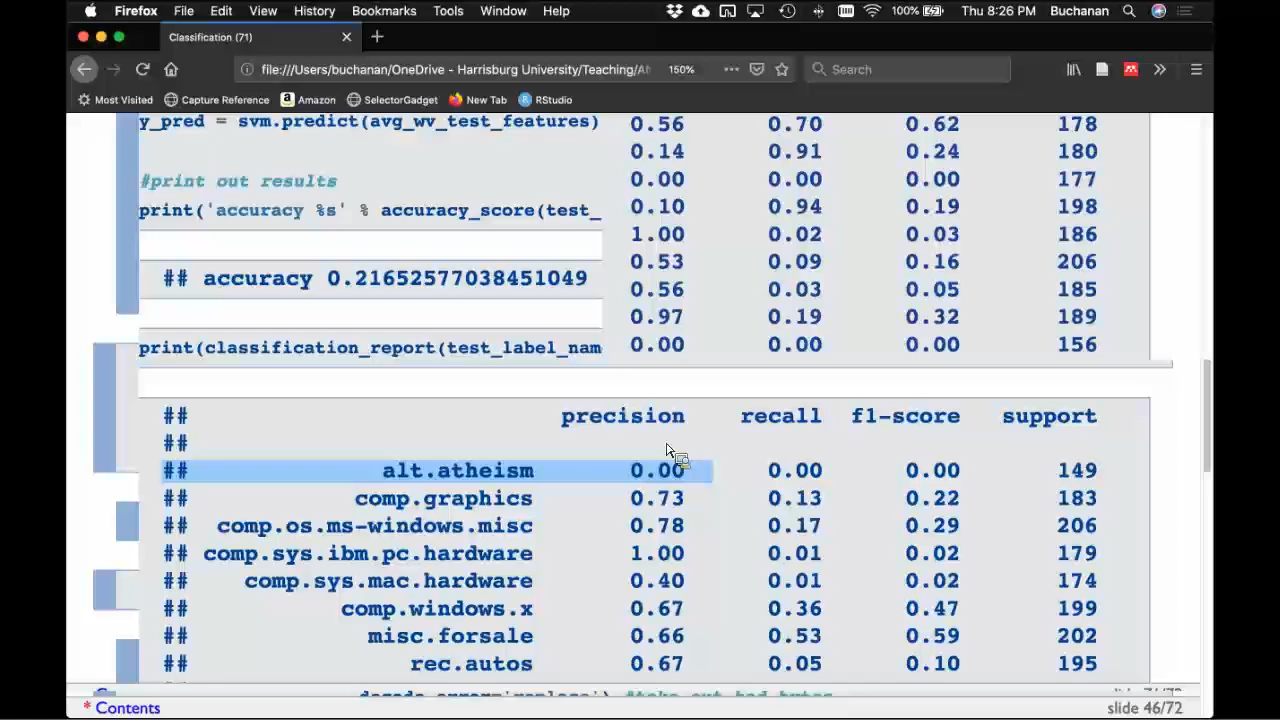 Firefox File Edit View History Bookmarks Tools Window Help 100% Thu 8:26 PM Buchanan
Classification (71)
file:///Users/buchanan/OneDrive - Harrisburg University/Teaching/At 150% Search
Most Visited Capture Reference Amazon SelectorGadget New Tab RStudio
y_pred = svm.predict(avg_wv_test_features)
#print out results
print('accuracy %s' % accuracy_score(test_
## accuracy 0.21652577038451049
print(classification_report(test_label_nam
0.56 0.70 0.62 178
0.14 0.91 0.24 180
0.00 0.00 0.00 177
0.10 0.94 0.19 198
1.00 0.02 0.03 186
0.53 0.09 0.16 206
0.56 0.03 0.05 185
0.97 0.19 0.32 189
0.00 0.00 0.00 156
## precision recall f1-score support
##
## alt.atheism 0.00 0.00 0.00 149
## comp.graphics 0.73 0.13 0.22 183
## comp.os.ms-windows.misc 0.78 0.17 0.29 206
## comp.sys.ibm.pc.hardware 1.00 0.01 0.02 179
## comp.sys.mac.hardware 0.40 0.01 0.02 174
## comp.windows.x 0.67 0.36 0.47 199
## misc.forsale 0.66 0.53 0.59 202
## rec.autos 0.67 0.05 0.10 195
* Contents slide 46/72